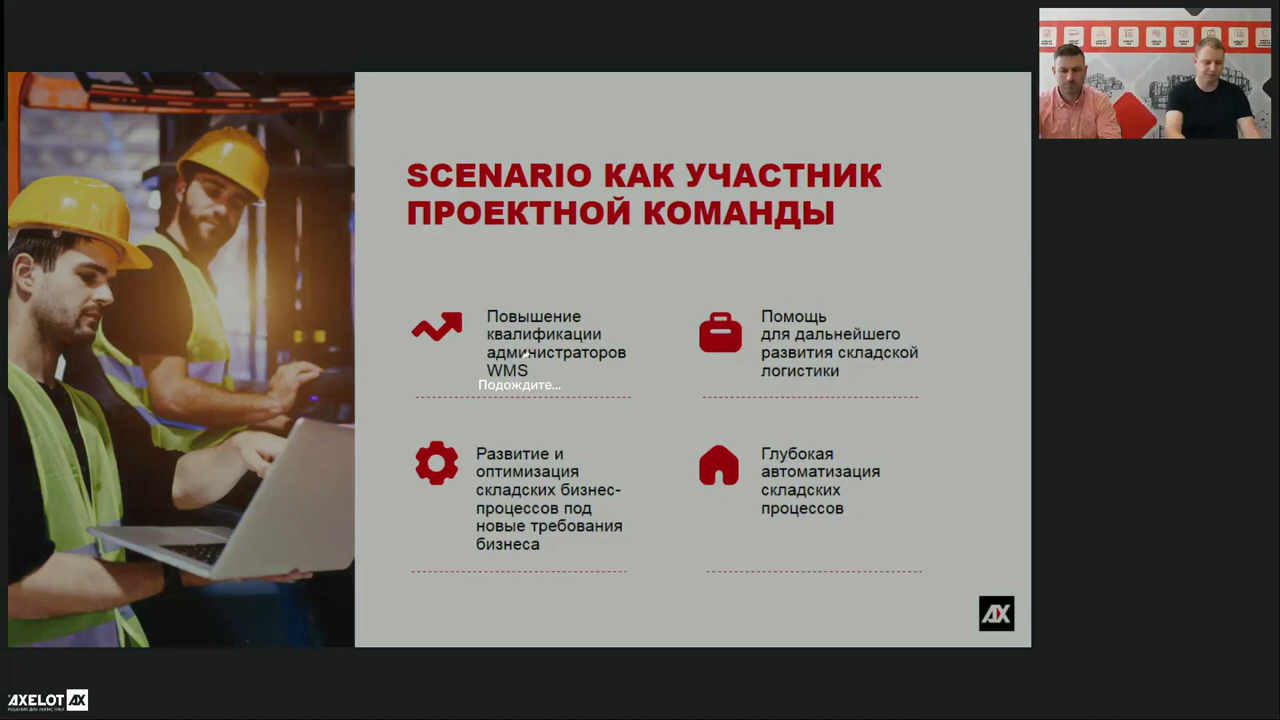 SCENARIO КАК УЧАСТНИК
ПРОЕКТНОЙ КОМАНДЫ
Повышение
квалификации
администраторов
WMS
Подождите...
Помощь
для дальнейшего
развития складской
логистики
Развитие и
оптимизация
складских бизнес-
процессов под
новые требования
бизнеса
Глубокая
автоматизация
складских
процессов
AX
AXELOT AX